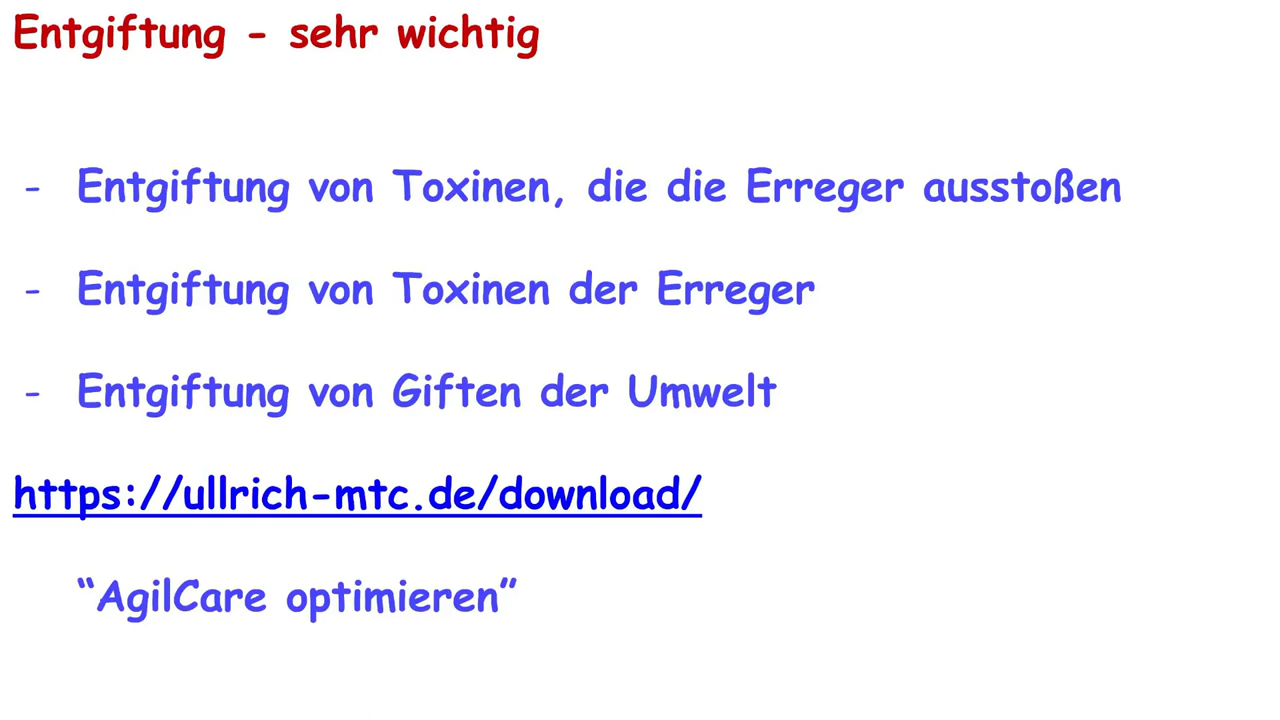 Entgiftung - sehr wichtig
- Entgiftung von Toxinen, die die Erreger ausstoßen
- Entgiftung von Toxinen der Erreger
- Entgiftung von Giften der Umwelt
https://ullrich-mtc.de/download/
“AgilCare optimieren”